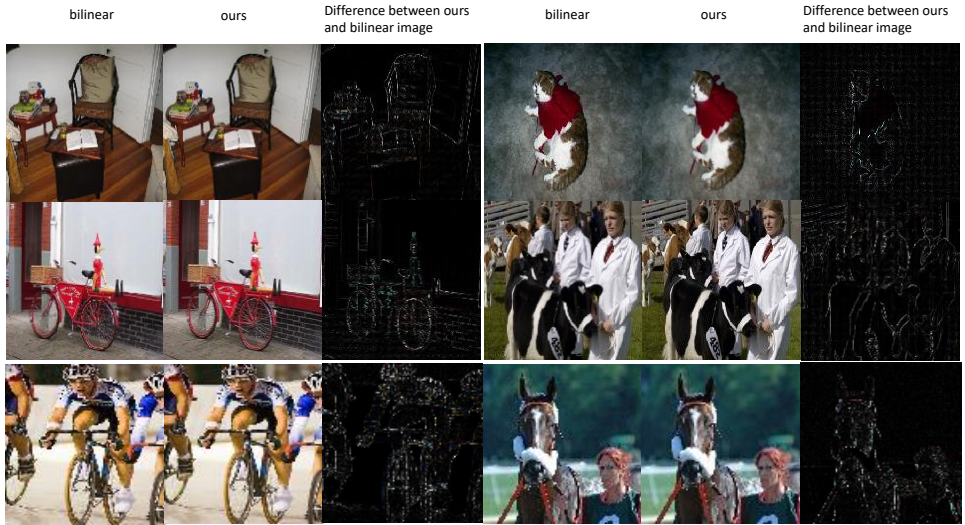 bilinear
ours
Difference between ours
and bilinear image
bilinear
ours
Difference between ours
and bilinear image